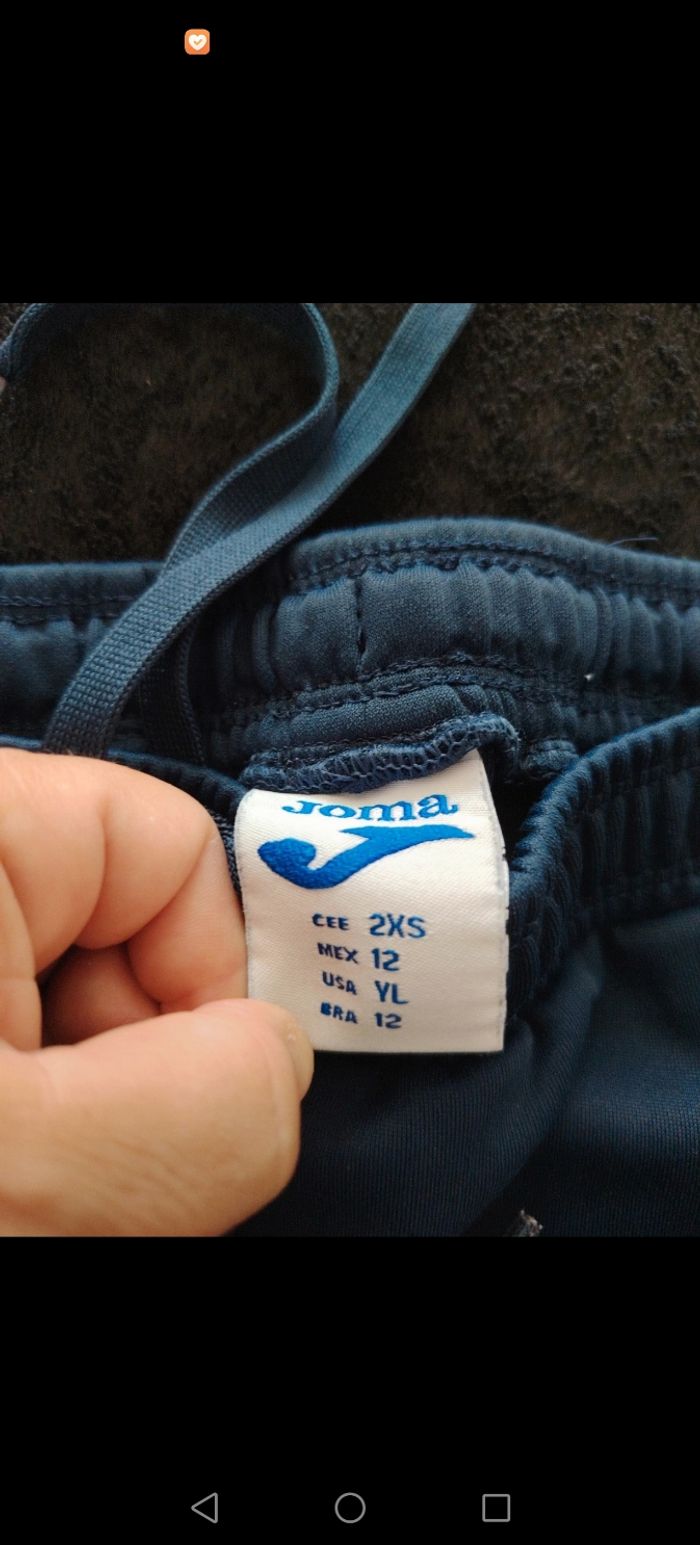 Joma
CEE 2XS
MEX 12
USA YL
BRA 12